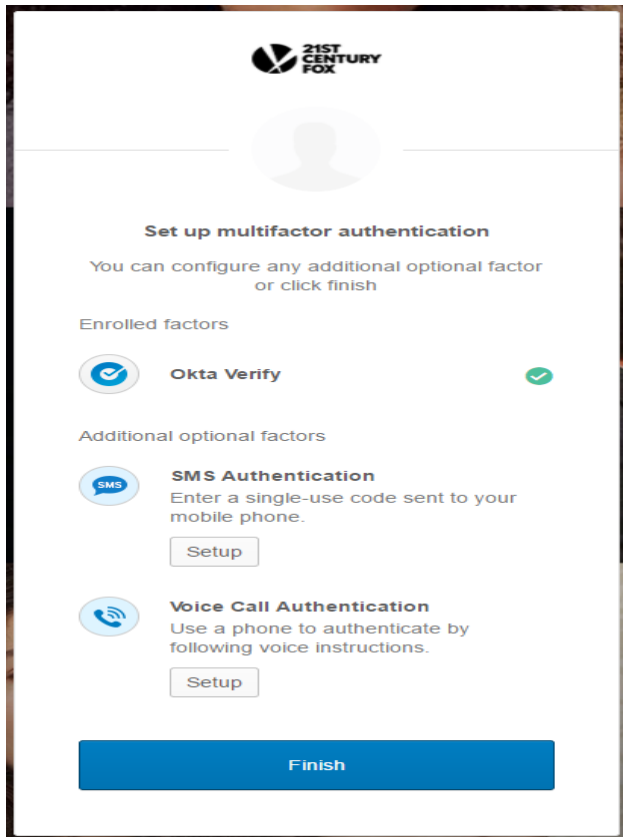 21ST
CENTURY
FOX
Set up multifactor authentication
You can configure any additional optional factor
or click finish
Enrolled factors
Okta Verify
Additional optional factors
SMS
SMS Authentication
Enter a single-use code sent to your
mobile phone.
Setup
Voice Call Authentication
Use a phone to authenticate by
following voice instructions.
Setup
Finish